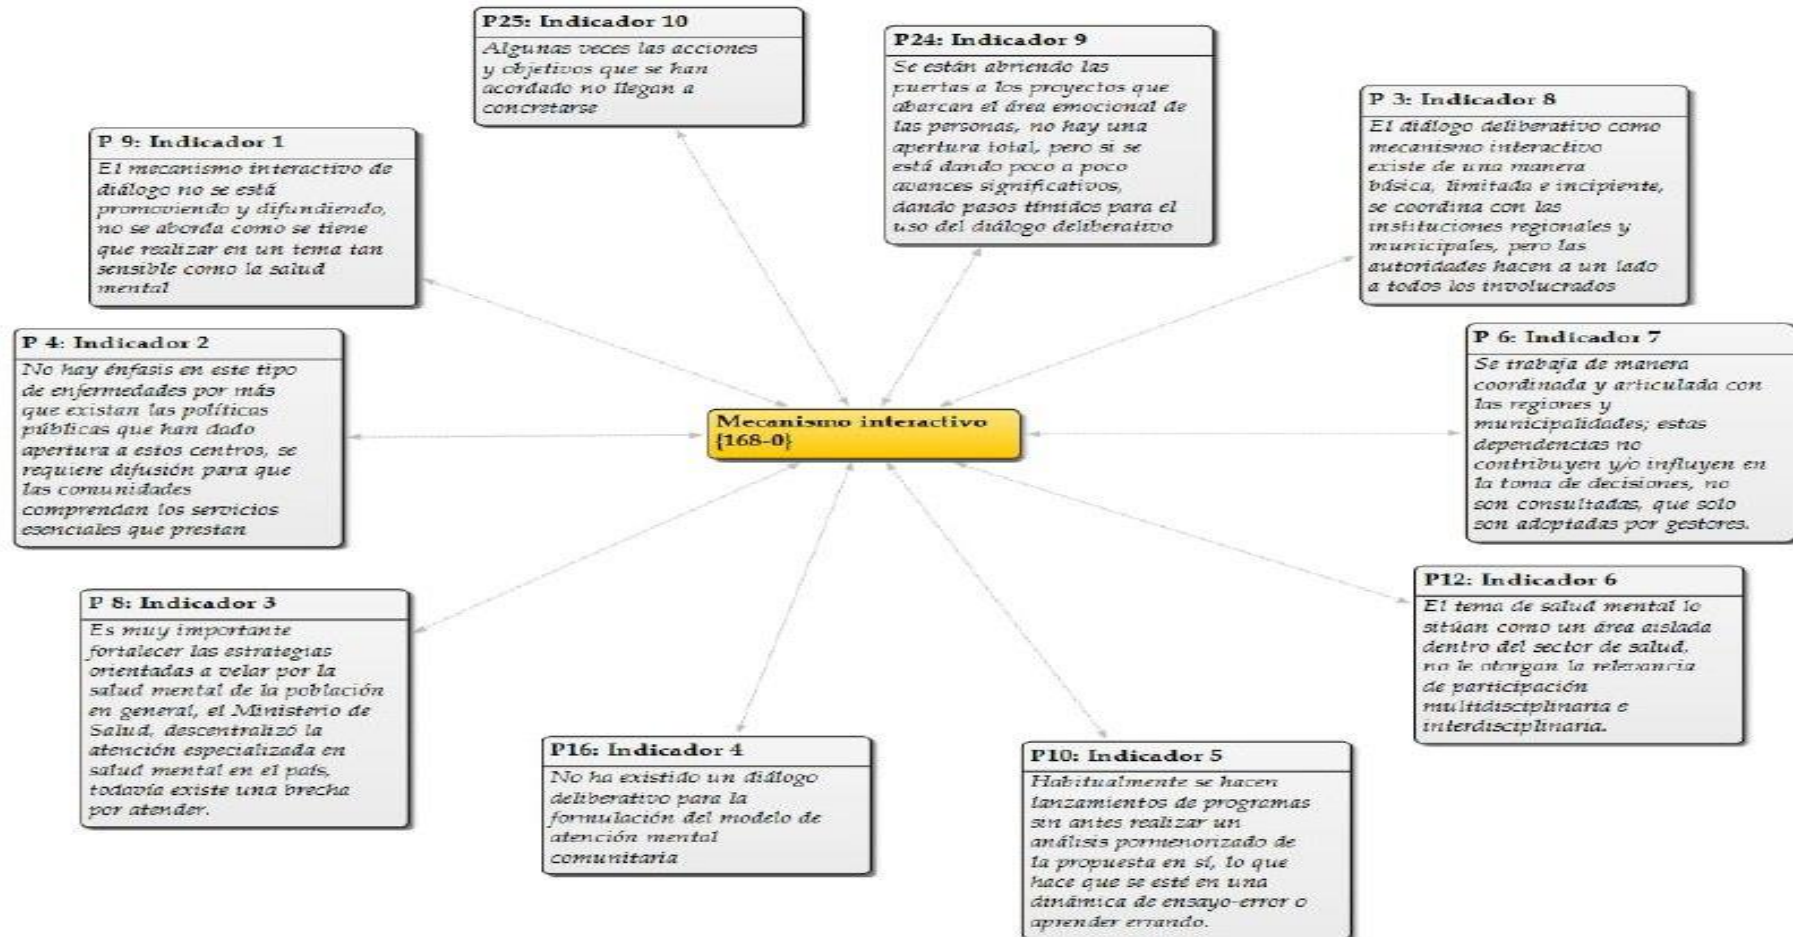 P25: Indicador 10
Algunas veces las acciones
y objetivos que se han
acordado no llegan a
concretarse
P24: Indicador 9
Se están abriendo las
puertas a los proyectos que
abarcan el área emocional de
las personas, no hay una
apertura total, pero si se
está dando poco a poco
avances significativos,
dando pasos tímidos para el
uso del diálogo deliberativo
P 3: Indicador 8
El diálogo deliberativo como
mecanismo interactivo
existe de una manera
básica, limitada e incipiente,
se coordina con las
instituciones regionales y
municipales, pero las
autoridades hacen a un lado
a todos los involucrados
P 9: Indicador 1
El mecanismo interactivo de
diálogo no se está
promoviendo y difundiendo,
no se aborda como se tiene
que realizar en un tema tan
sensible como la salud
mental
P 4: Indicador 2
No hay énfasis en este tipo
de enfermedades por más
que existan las políticas
públicas que han dado
apertura a estos centros, se
requiere difusión para que
las comunidades
comprendan los servicios
esenciales que prestan
P 6: Indicador 7
Se trabaja de manera
coordinada y articulada con
las regiones y
municipalidades; estas
dependencias no
contribuyen y/o influyen en
la toma de decisiones, no
son consultadas, que solo
son adoptadas por gestores.
Mecanismo interactivo
{168-0}
P 8: Indicador 3
Es muy importante
fortalecer las estrategias
orientadas a velar por la
salud mental de la población
en general, el Ministerio de
Salud, descentralizó la
atención especializada en
salud mental en el país,
todavía existe una brecha
por atender.
P16: Indicador 4
No ha existido un diálogo
deliberativo para la
formulación del modelo de
atención mental
comunitaria
P10: Indicador 5
Habitualmente se hacen
lanzamientos de programas
sin antes realizar un
análisis pormenorizado de
la propuesta en sí, lo que
hace que se esté en una
dinámica de ensayo-error o
aprender errando.
P12: Indicador 6
El tema de salud mental lo
sitúan como un área aislada
dentro del sector de salud,
no le otorgan la relevancia
de participación
multidisciplinaria e
interdisciplinaria.